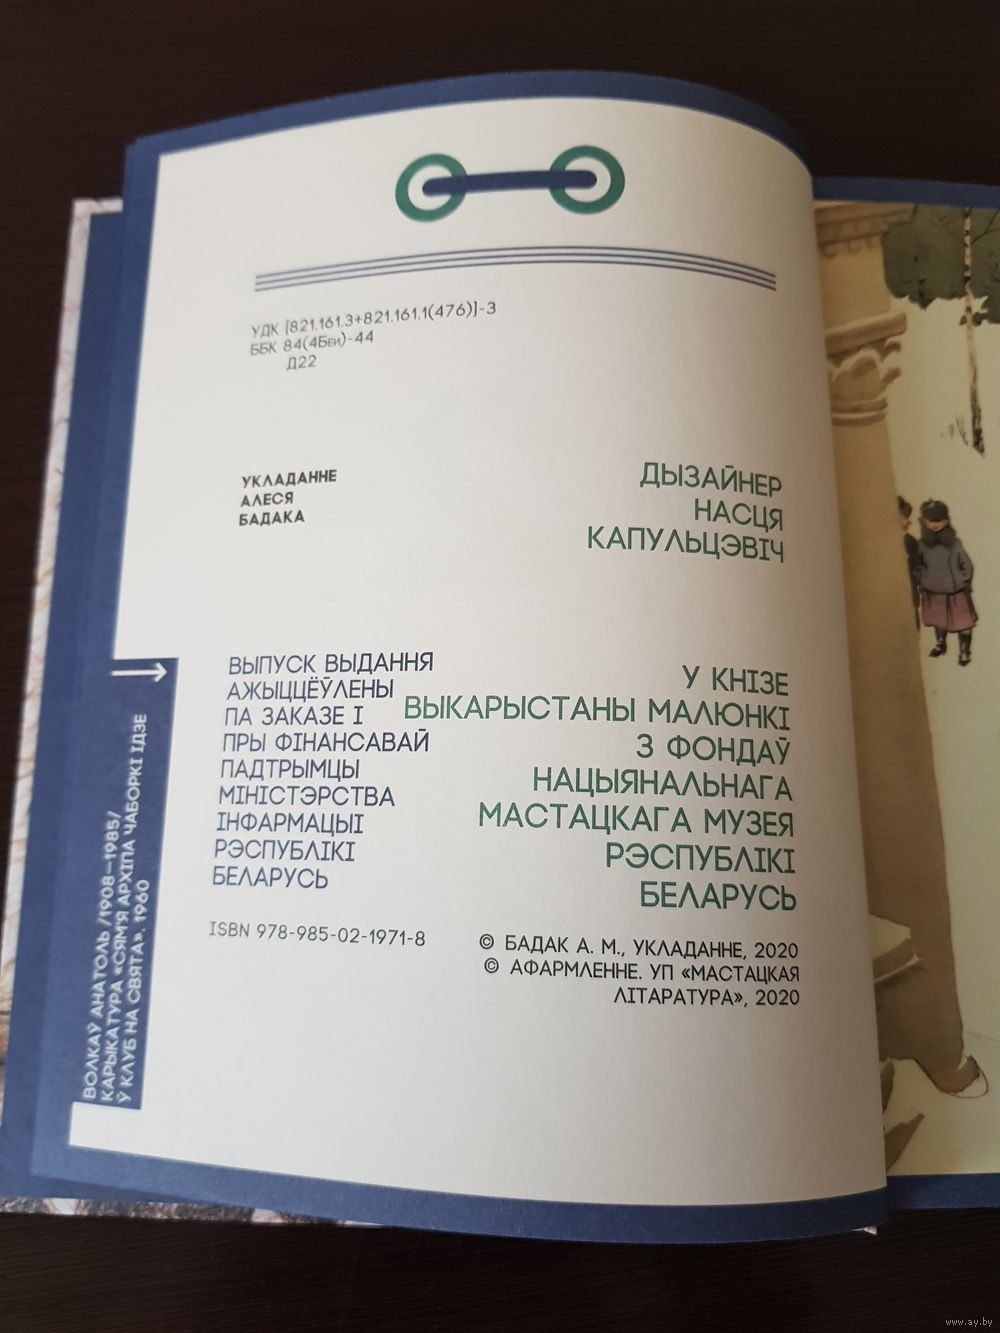 УДК [821.161.3+821.161.1(476)]-3
ББК 84(4Беи)-44
Д22
УКЛАДАННЕ
АЛЕСЯ
БАДАКА
ДЫЗАЙНЕР
НАСЦЯ
КАПУЛЬЦЭВІЧ
ВЫПУСК ВЫДАННЯ
АЖЫЦЦЁЎЛЕНЫ
ПА ЗАКАЗЕ І
ПРЫ ФІНАНСАВАЙ
ПАДТРЫМЦЫ
МІНІСТЭРСТВА
ІНФАРМАЦЫІ
РЭСПУБЛІКІ
БЕЛАРУСЬ
У КНІЗЕ
ВЫКАРЫСТАНЫ МАЛЮНКІ
З ФОНДАЎ
НАЦЫЯНАЛЬНАГА
МАСТАЦКАГА МУЗЕЯ
РЭСПУБЛІКІ
БЕЛАРУСЬ
ISBN 978-985-02-1971-8
© БАДАК А. М., УКЛАДАННЕ, 2020
© АФАРМЛЕННЕ. УП «МАСТАЦКАЯ
ЛІТАРАТУРА», 2020
ВОЛКАЎ АНАТОЛЬ /1908–1985/
КАРЫКАТУРА «СЯМ'Я АРХІПА ЧАБОРКІ ІДЗЕ
Ў КЛУБ НА СВЯТА». 1960
www.ay.by